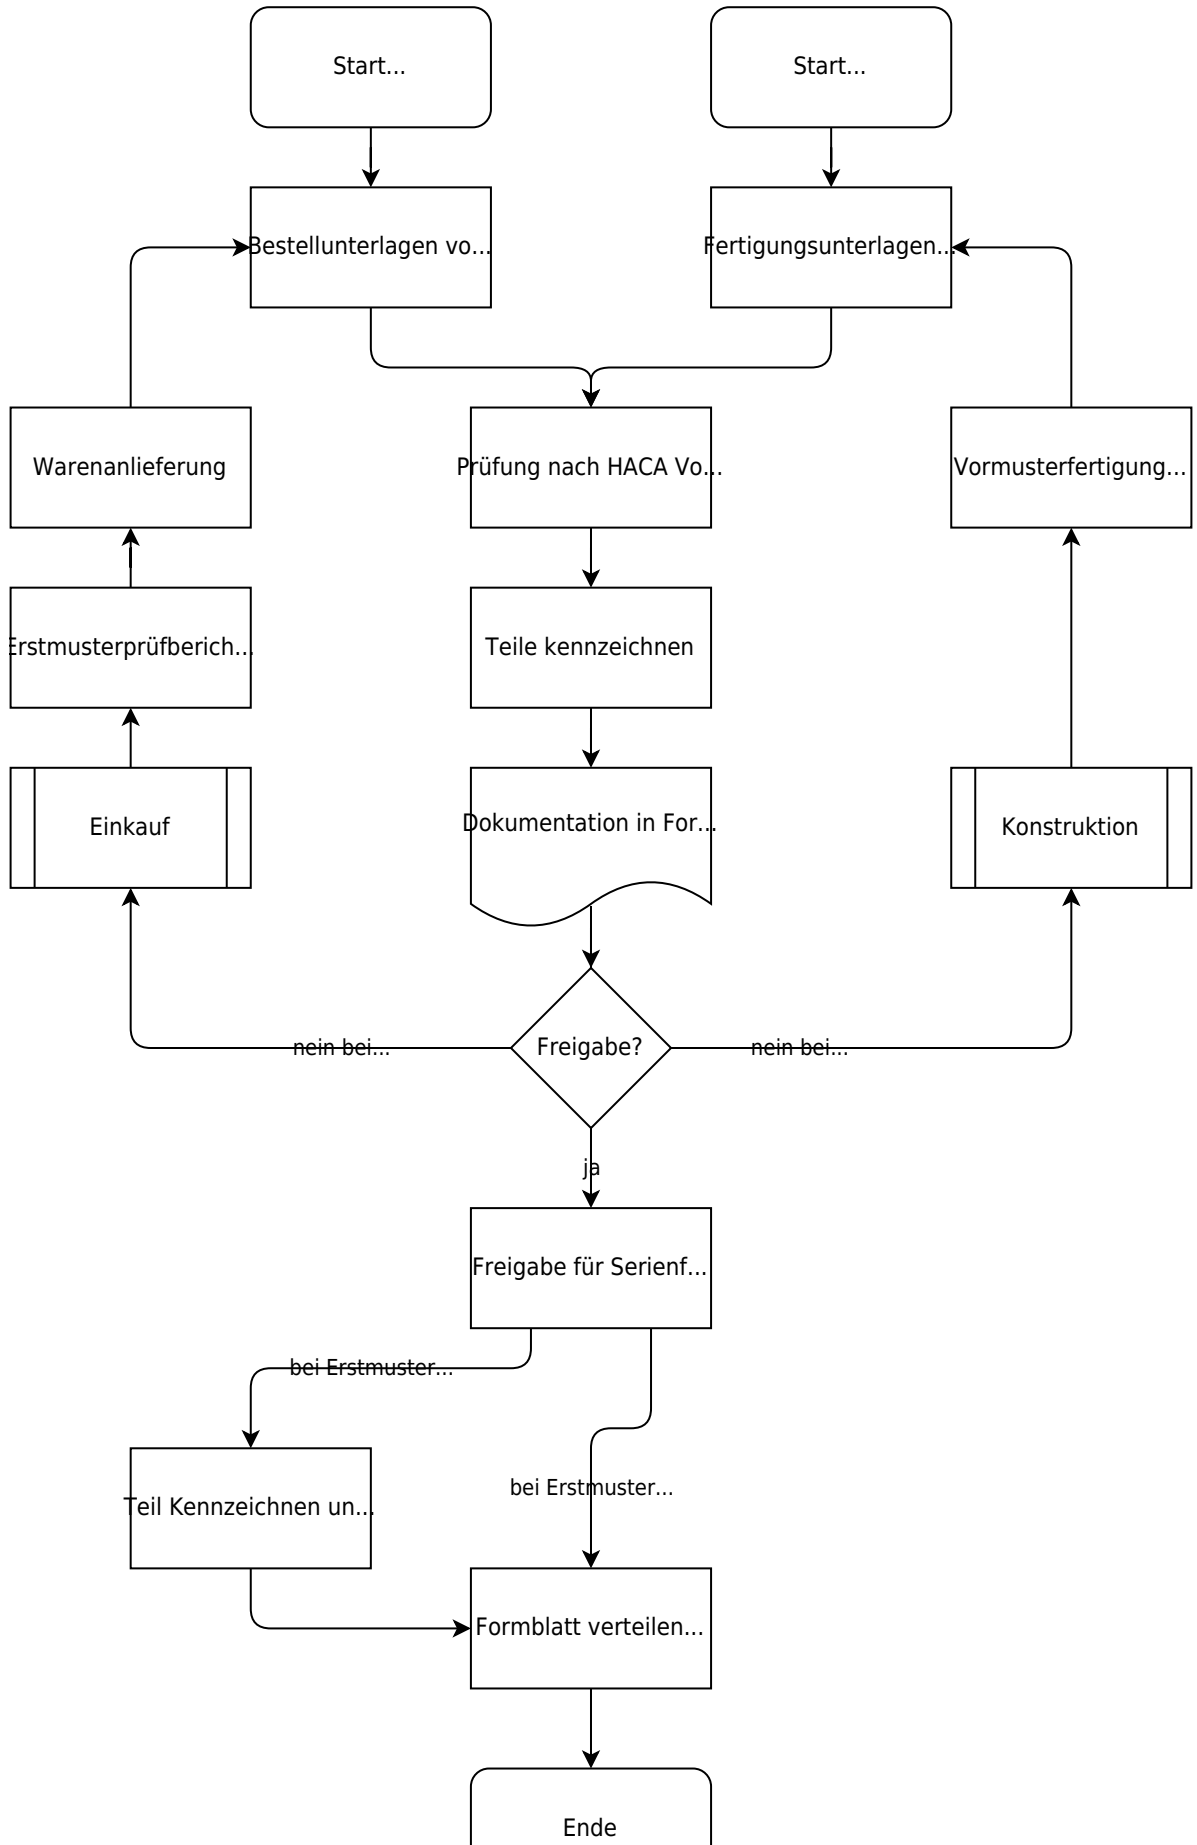 Start...
Start...
Bestellunterlagen vo...
Fertigungsunterlagen...
Warenanlieferung
Prüfung nach HACA Vo...
Vormusterfertigung...
Erstmusterprüfberich...
Teile kennzeichnen
Einkauf
Dokumentation in For...
Konstruktion
nein bei...
Freigabe?
nein bei...
ja
Freigabe für Serienf...
bei Erstmuster...
bei Erstmuster...
Teil Kennzeichnen un...
Formblatt verteilen...
Ende